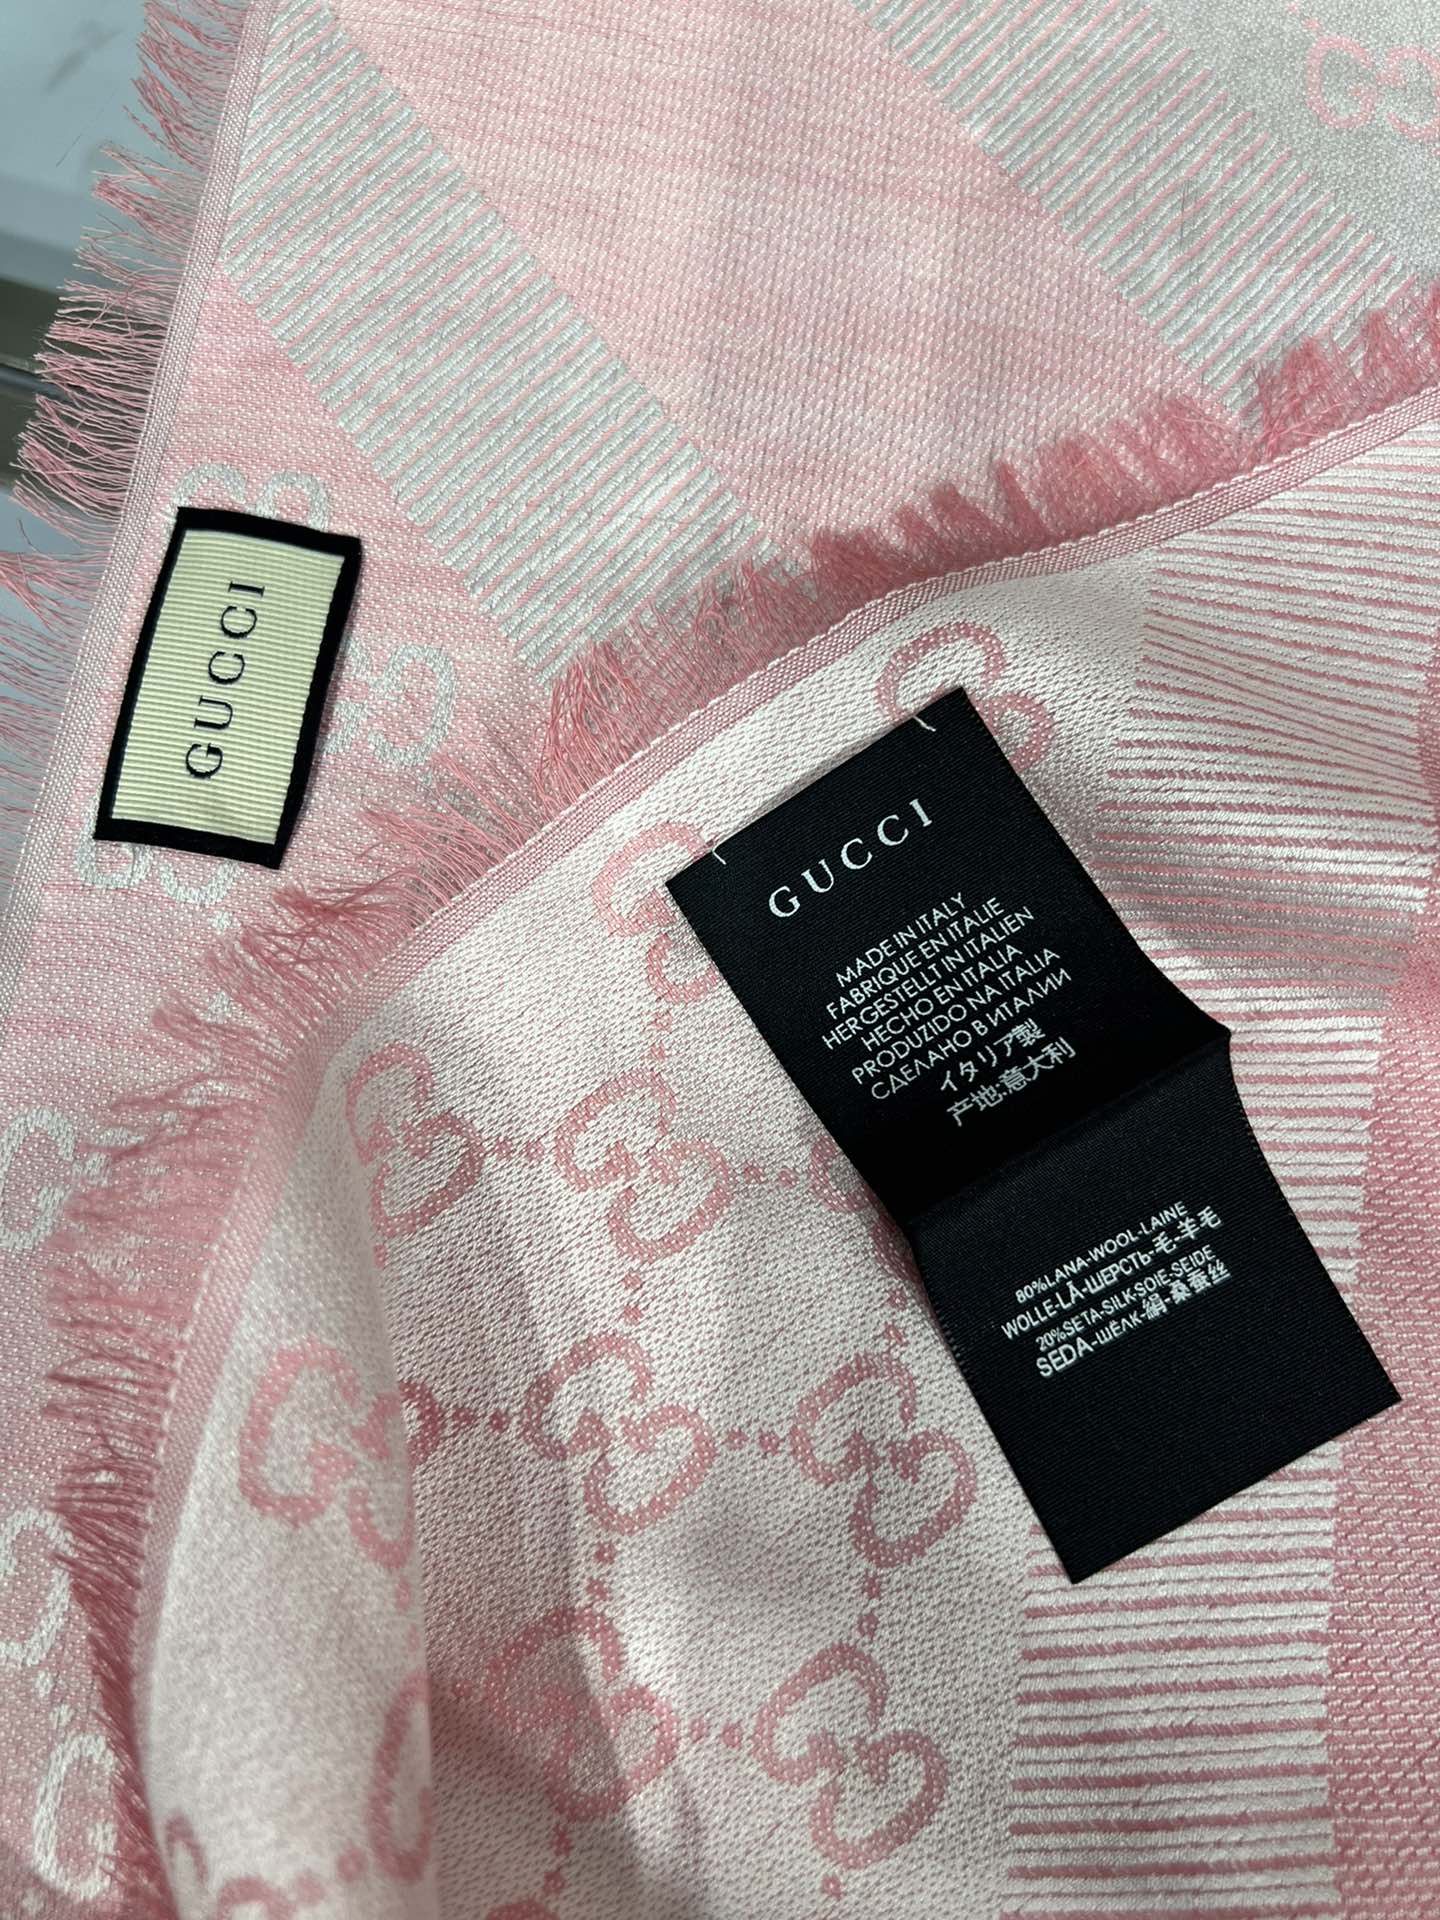 GUCCI
GUCCI
MADE IN ITALY
FABRIQUE EN ITALIE
HERGESTELLT IN ITALIEN
HECHO EN ITALIA
PRODUZIDO NA ITALIA
СДЕЛАНО В ИТАЛИИ
イタリア製
产地:意大利
80%LANA-WOOL-LAINE
WOLLE-LÃ-ШЕРСТЬ-毛-羊毛
20%SETA-SILK-SOIE-SEIDE
SEDA-ШЁЛК-絹-桑蚕丝